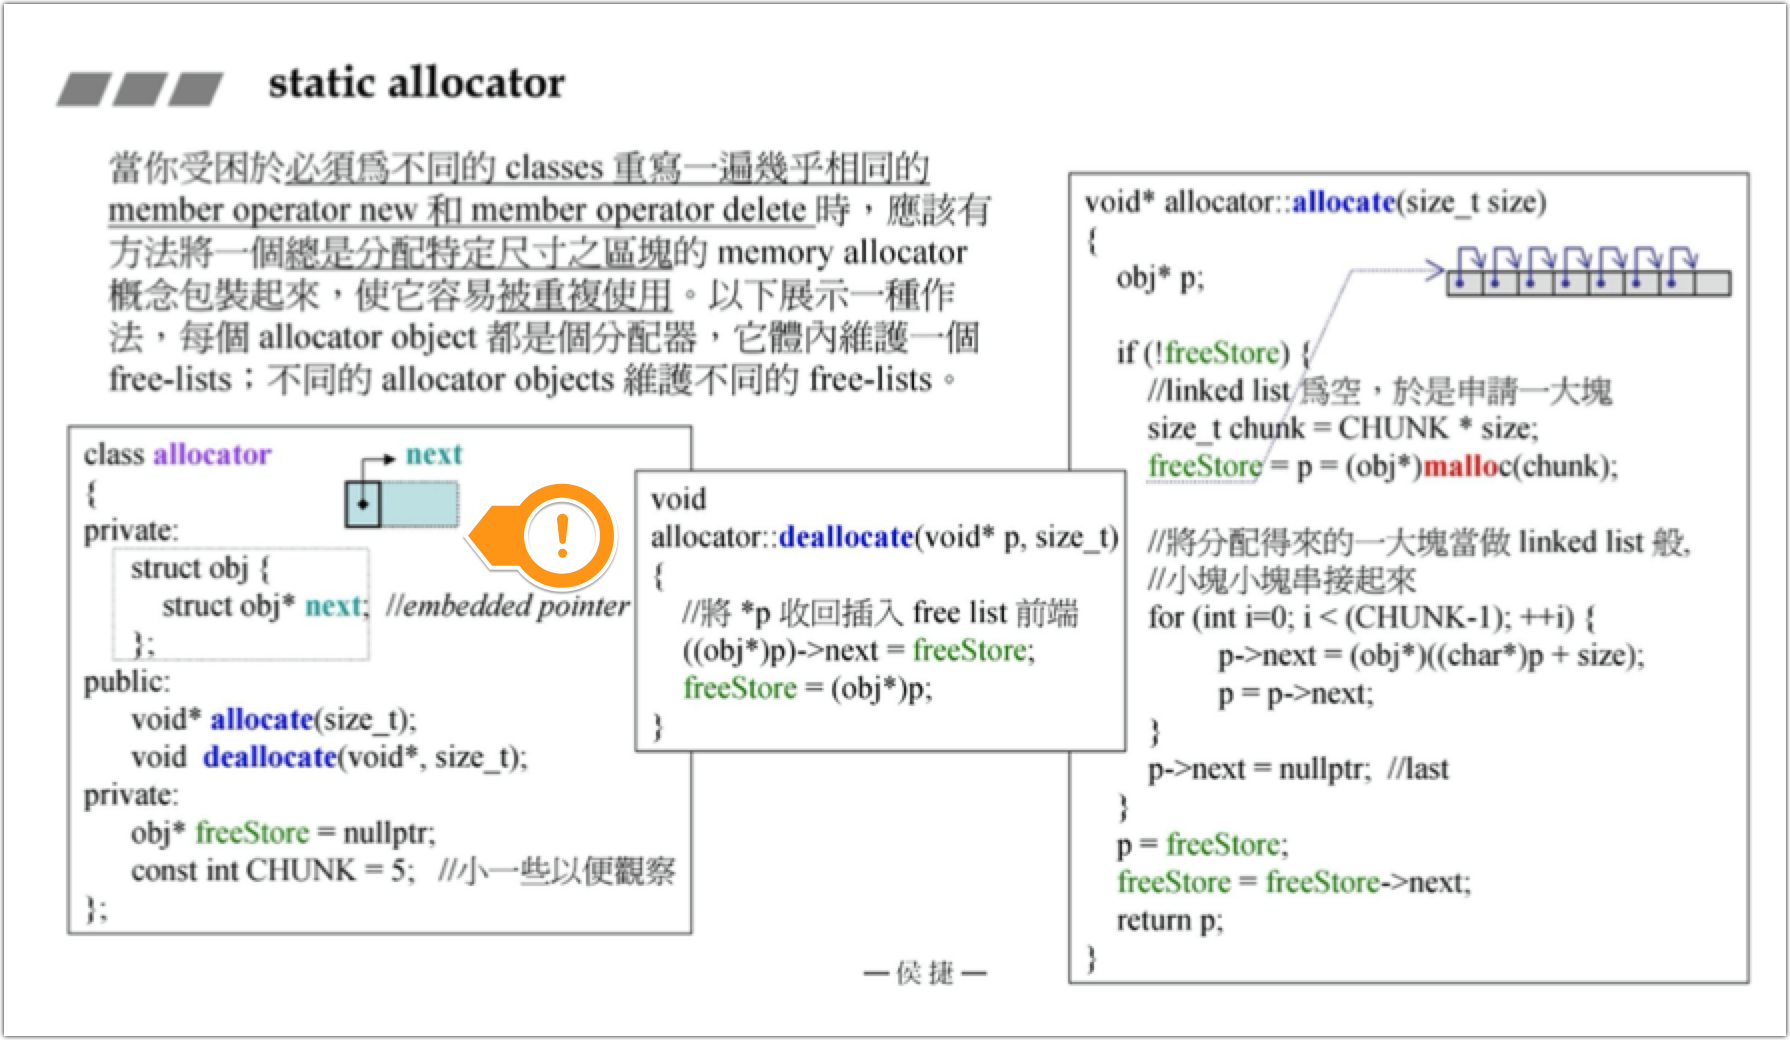 static allocator
當你受困於必須爲不同的 classes 重寫一遍幾乎相同的
member operator new 和 member operator delete 時，應該有
方法將一個總是分配特定尺寸之區塊的 memory allocator
概念包裝起來，使它容易被重複使用。以下展示一種作
法，每個 allocator object 都是個分配器，它體內維護一個
free-lists；不同的 allocator objects 維護不同的 free-lists。
class allocator
next
{
private:
struct obj {
struct obj* next; //embedded pointer
};
public:
void* allocate(size_t);
void deallocate(void*, size_t);
private:
obj* freeStore = nullptr;
const int CHUNK = 5; //小一些以便觀察
};
!
void
allocator::deallocate(void* p, size_t)
{
//將 *p 收回插入 free list 前端
((obj*)p)->next = freeStore;
freeStore = (obj*)p;
}
void* allocator::allocate(size_t size)
{
obj* p;
if (!freeStore) {
//linked list 爲空，於是申請一大塊
size_t chunk = CHUNK * size;
freeStore = p = (obj*)malloc(chunk);
//將分配得來的一大塊當做 linked list 般,
//小塊小塊串接起來
for (int i=0; i < (CHUNK-1); ++i) {
p->next = (obj*)((char*)p + size);
p = p->next;
}
p->next = nullptr; //last
}
p = freeStore;
freeStore = freeStore->next;
return p;
}
— 侯 捷 —